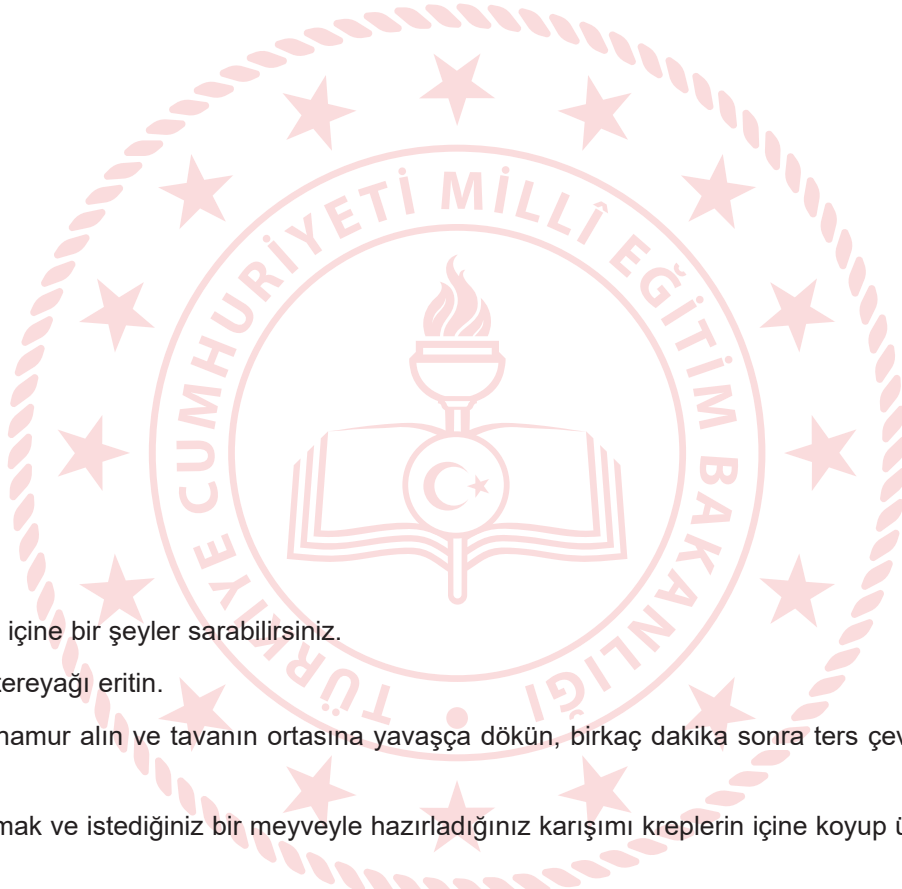 TÜRKİYE CUMHURİYETİ MİLLÎ EĞİTİM BAKANLIĞI
içine bir şeyler sarabilirsiniz.
tereyağı eritin.
hamur alın ve tavanın ortasına yavaşça dökün, birkaç dakika sonra ters çev
mak ve istediğiniz bir meyveyle hazırladığınız karışımı kreplerin içine koyup ü